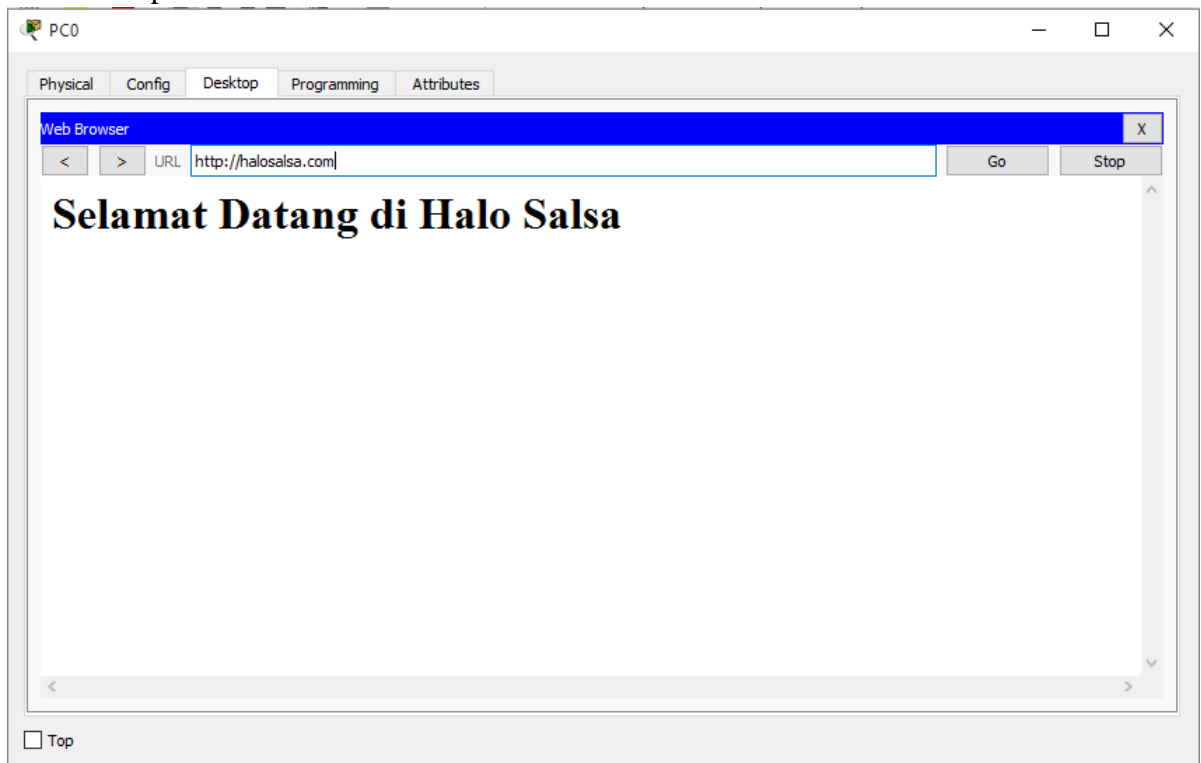 PC0
Physical Config Desktop Programming Attributes
Web Browser X
< > URL http://halosalsa.com Go Stop
Selamat Datang di Halo Salsa
Top